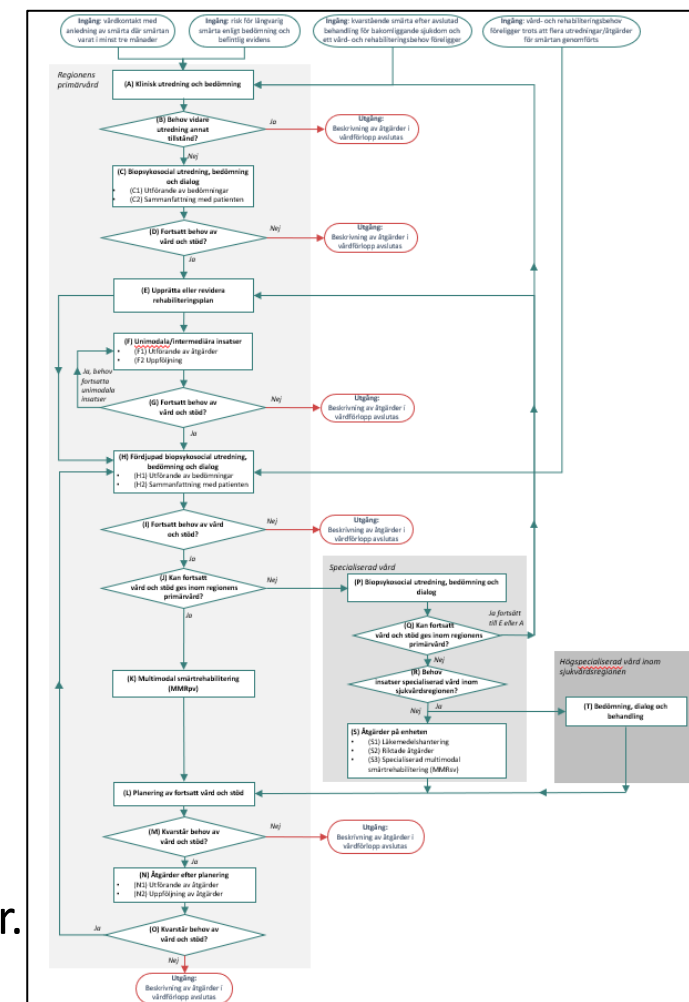 Ingång: vårdkontakt med
anledning av smärta där smärtan
varat i minst tre månader
Ingång: risk för långvarig
smärta enligt bedömning och
befintlig evidens
Ingång: kvarstående smärta efter avslutad
behandling för bakomliggande sjukdom och
ett vård- och rehabiliteringsbehov föreligger
Ingång: vård- och rehabiliteringsbehov
föreligger trots att flera utredningar/åtgärder
för smärtan genomförts
Regionens
primärvård
(A) Klinisk utredning och bedömning
(B) Behov vidare
utredning annat
tillstånd?
Ja
Utgång:
Beskrivning av åtgärder i
vårdförlopp avslutas
Nej
(C) Biopsykosocial utredning, bedömning
och dialog
• (C1) Utförande av bedömningar
• (C2) Sammanfattning med patienten
(D) Fortsatt behov av
vård och stöd?
Nej
Utgång:
Beskrivning av åtgärder i
vårdförlopp avslutas
Ja
(E) Upprätta eller revidera
rehabiliteringsplan
(F) Unimodala/intermediära insatser
• (F1) Utförande av åtgärder
• (F2 Uppföljning
Ja, behov
fortsatta
unimodala
insatser
(G) Fortsatt behov av
vård och stöd?
Nej
Utgång:
Beskrivning av åtgärder i
vårdförlopp avslutas
Ja
(H) Fördjupad biopsykosocial utredning,
bedömning och dialog
• (H1) Utförande av bedömningar
• (H2) Sammanfattning med patienten
(I) Fortsatt behov av vård
och stöd?
Nej
Utgång:
Beskrivning av åtgärder i
vårdförlopp avslutas
Ja
(J) Kan fortsatt
vård och stöd ges inom regionens
primärvård?
Nej
Ja
Specialiserad vård
(P) Biopsykosocial utredning, bedömning och
dialog
(Q) Kan fortsatt
vård och stöd ges inom regionens
primärvård?
Ja fortsätt
till E eller A
Nej
(R) Behov
insatser specialiserad vård inom
sjukvårdsregionen?
Nej
Ja
Högspecialiserad vård inom
sjukvårdsregionen
(T) Bedömning, dialog och
behandling
(S) Åtgärder på enheten
• (S1) Läkemedelshantering
• (S2) Riktade åtgärder
• (S3) Specialiserad multimodal
smärtrehabilitering (MMRsv)
(K) Multimodal smärtrehabilitering
(MMRpv)
(L) Planering av fortsatt vård och stöd
(M) Kvarstår behov av
vård och stöd?
Nej
Utgång:
Beskrivning av åtgärder i
vårdförlopp avslutas
Ja
(N) Åtgärder efter planering
• (N1) Utförande av åtgärder
• (N2) Uppföljning av åtgärder
r.
(O) Kvarstår behov av
vård och stöd?
Ja
Nej
Utgång:
Beskrivning av åtgärder i
vårdförlopp avslutas